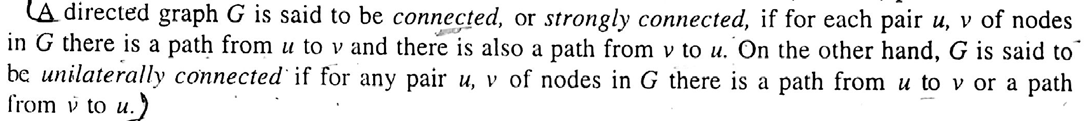 (A directed graph G is said to be connected, or strongly connected, if for each pair u, v of nodes
in G there is a path from u to v and there is also a path from v to u. On the other hand, G is said to
be unilaterally connected if for any pair u, v of nodes in G there is a path from u to v or a path
from v to u.)